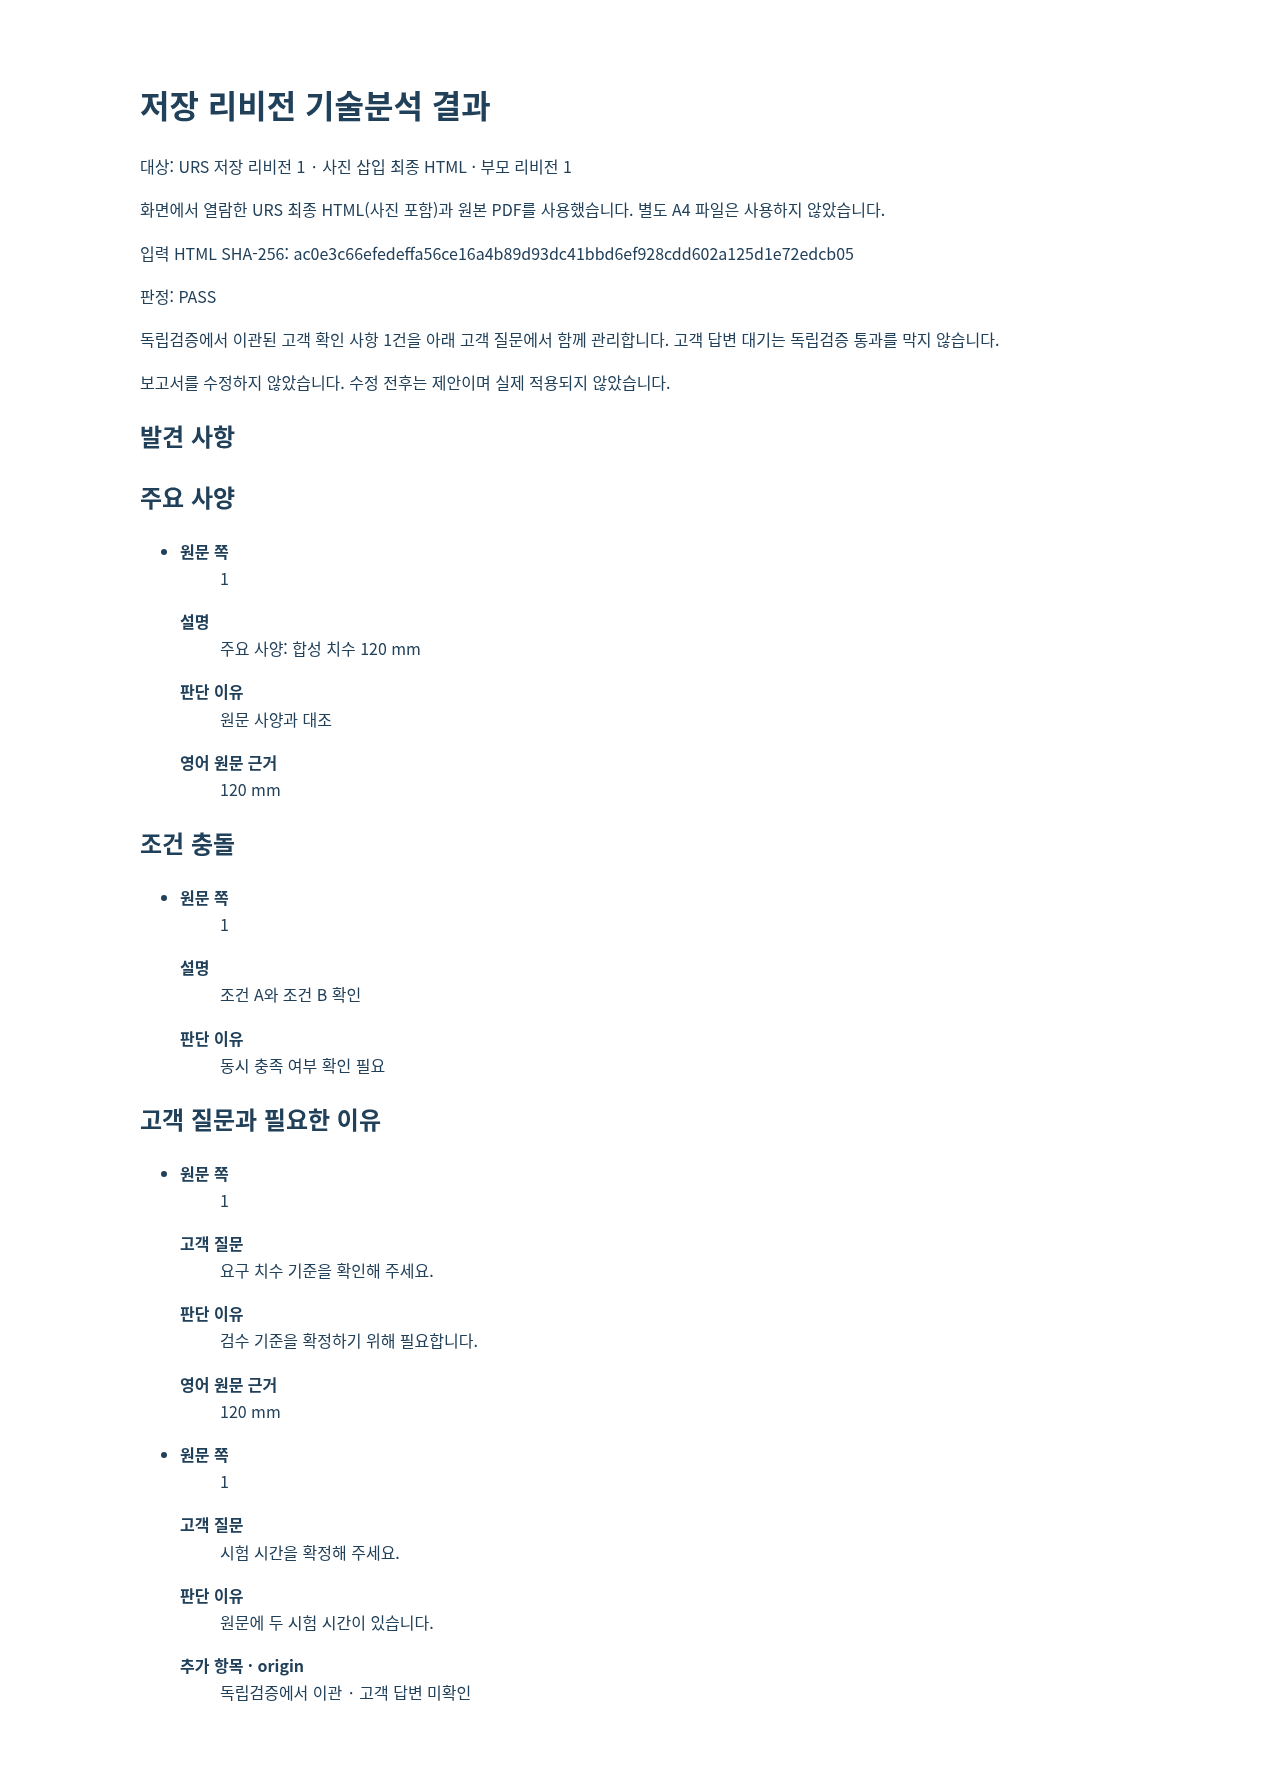 저장 리비전 기술분석 결과
대상: URS 저장 리비전 1 · 사진 삽입 최종 HTML · 부모 리비전 1
화면에서 열람한 URS 최종 HTML(사진 포함)과 원본 PDF를 사용했습니다. 별도 A4 파일은 사용하지 않았습니다.
입력 HTML SHA-256: ac0e3c66efedeffa56ce16a4b89d93dc41bbd6ef928cdd602a125d1e72edcb05
판정: PASS
독립검증에서 이관된 고객 확인 사항 1건을 아래 고객 질문에서 함께 관리합니다. 고객 답변 대기는 독립검증 통과를 막지 않습니다.
보고서를 수정하지 않았습니다. 수정 전후는 제안이며 실제 적용되지 않았습니다.
발견 사항
주요 사양
• 원문 쪽
1
설명
주요 사양: 합성 치수 120 mm
판단 이유
원문 사양과 대조
영어 원문 근거
120 mm
조건 충돌
• 원문 쪽
1
설명
조건 A와 조건 B 확인
판단 이유
동시 충족 여부 확인 필요
고객 질문과 필요한 이유
• 원문 쪽
1
고객 질문
요구 치수 기준을 확인해 주세요.
판단 이유
검수 기준을 확정하기 위해 필요합니다.
영어 원문 근거
120 mm
• 원문 쪽
1
고객 질문
시험 시간을 확정해 주세요.
판단 이유
원문에 두 시험 시간이 있습니다.
추가 항목 · origin
독립검증에서 이관 · 고객 답변 미확인